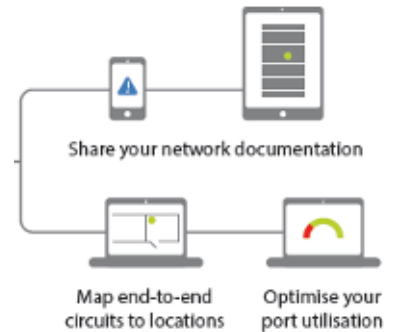 Share your network documentation
Map end-to-end
circuits to locations
Optimise your
port utilisation